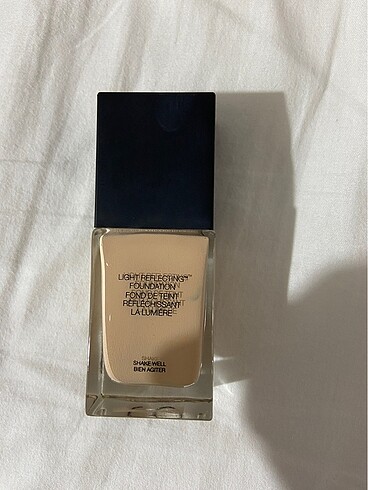 LIGHT REFLECTING™
FOUNDATION
FOND DE TEINT
RÉFLÉCHISSANT
LA LUMIÈRE
SHAKE WELL
BIEN AGITER